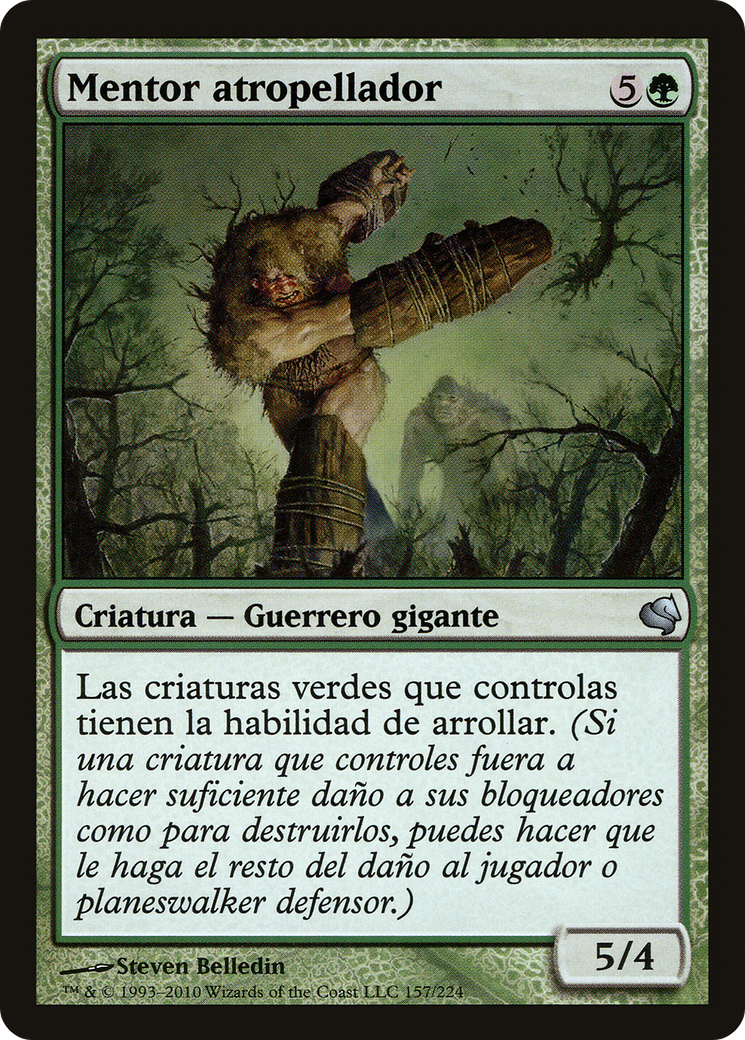 Mentor atropellador
5
Criatura — Guerrero gigante
Las criaturas verdes que controlas
tienen la habilidad de arrollar. (Si
una criatura que controles fuera a
hacer suficiente daño a sus bloqueadores
como para destruirlos, puedes hacer que
le haga el resto del daño al jugador o
planeswalker defensor.)
5/4
Steven Belledin
™ & © 1993–2010 Wizards of the Coast LLC 157/224